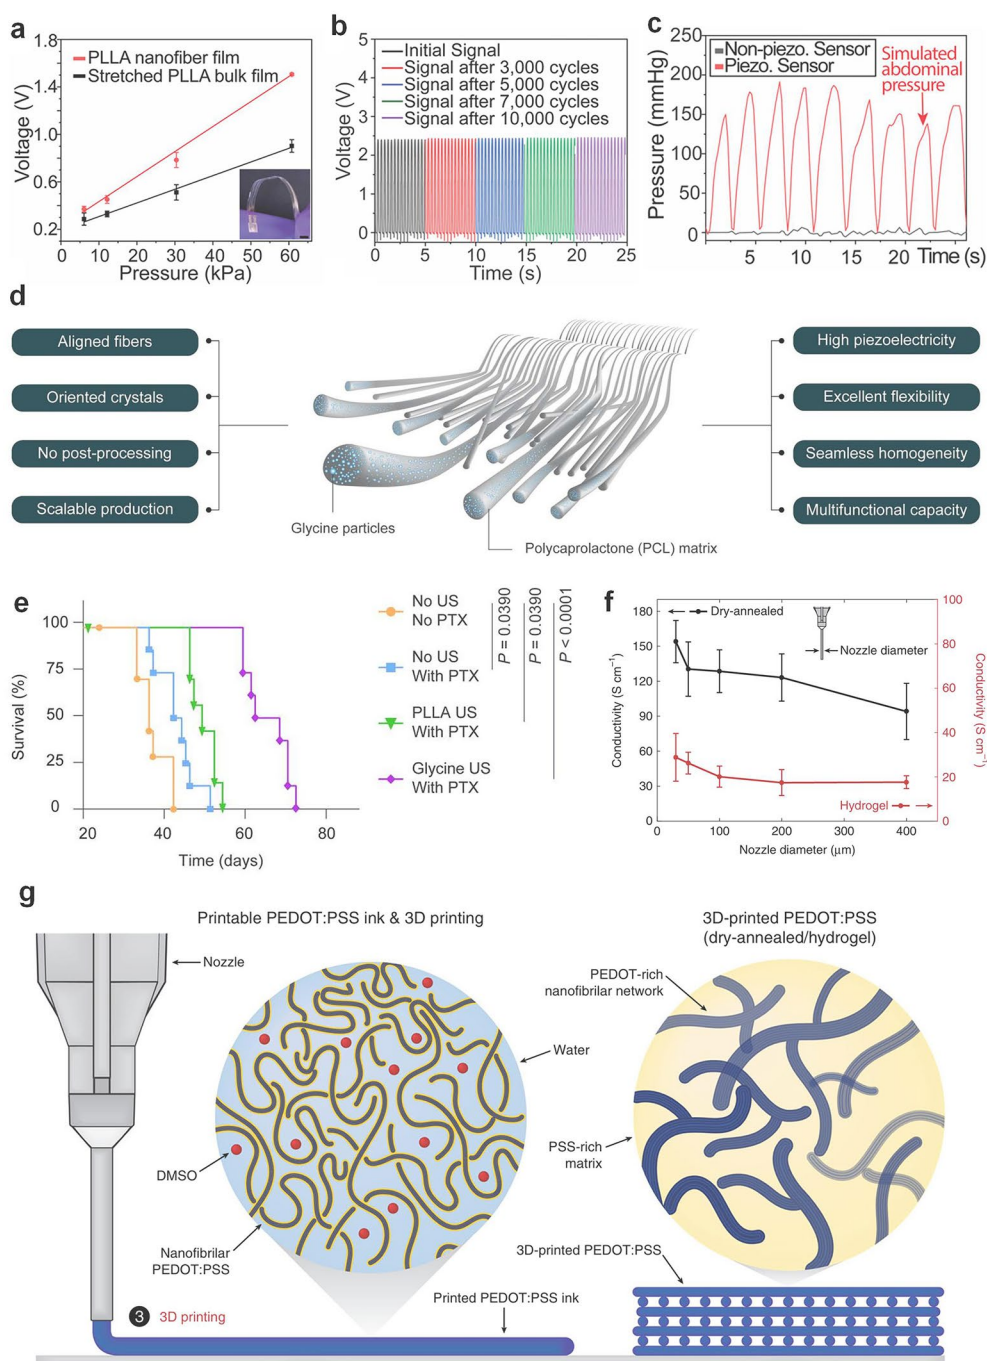 a
1.8
1.4
1.0
0.6
0.2
Voltage (V)
PLLA nanofiber film
Stretched PLLA bulk film
0 10 20 30 40 50 60
Pressure (kPa)
b
5
4
3
2
1
0
Voltage (V)
Initial Signal
Signal after 3,000 cycles
Signal after 5,000 cycles
Signal after 7,000 cycles
Signal after 10,000 cycles
0 5 10 15 20 25
Time (s)
c
250
200
150
100
50
0
Pressure (mmHg)
Non-piezo. Sensor
Piezo. Sensor
Simulated
abdominal
pressure
5 10 15 20 Time (s)
d
Aligned fibers
Oriented crystals
No post-processing
Scalable production
Glycine particles
Polycaprolactone (PCL) matrix
High piezoelectricity
Excellent flexibility
Seamless homogeneity
Multifunctional capacity
e
100
75
50
25
0
Survival (%)
20 40 60 80
Time (days)
No US
No PTX
No US
With PTX
PLLA US
With PTX
Glycine US
With PTX
P = 0.0390
P = 0.0390
P < 0.0001
f
180
150
120
90
60
30
0
Conductivity (S cm⁻¹)
Dry-annealed
Nozzle diameter
Hydrogel
100
80
60
40
20
0
Conductivity (S cm⁻¹)
0 100 200 300 400
Nozzle diameter (μm)
g
Printable PEDOT:PSS ink & 3D printing
Nozzle
Water
DMSO
Nanofibrilar
PEDOT:PSS
3 3D printing
Printed PEDOT:PSS ink
3D-printed PEDOT:PSS
(dry-annealed/hydrogel)
PEDOT-rich
nanofibrilar network
PSS-rich
matrix
3D-printed PEDOT:PSS